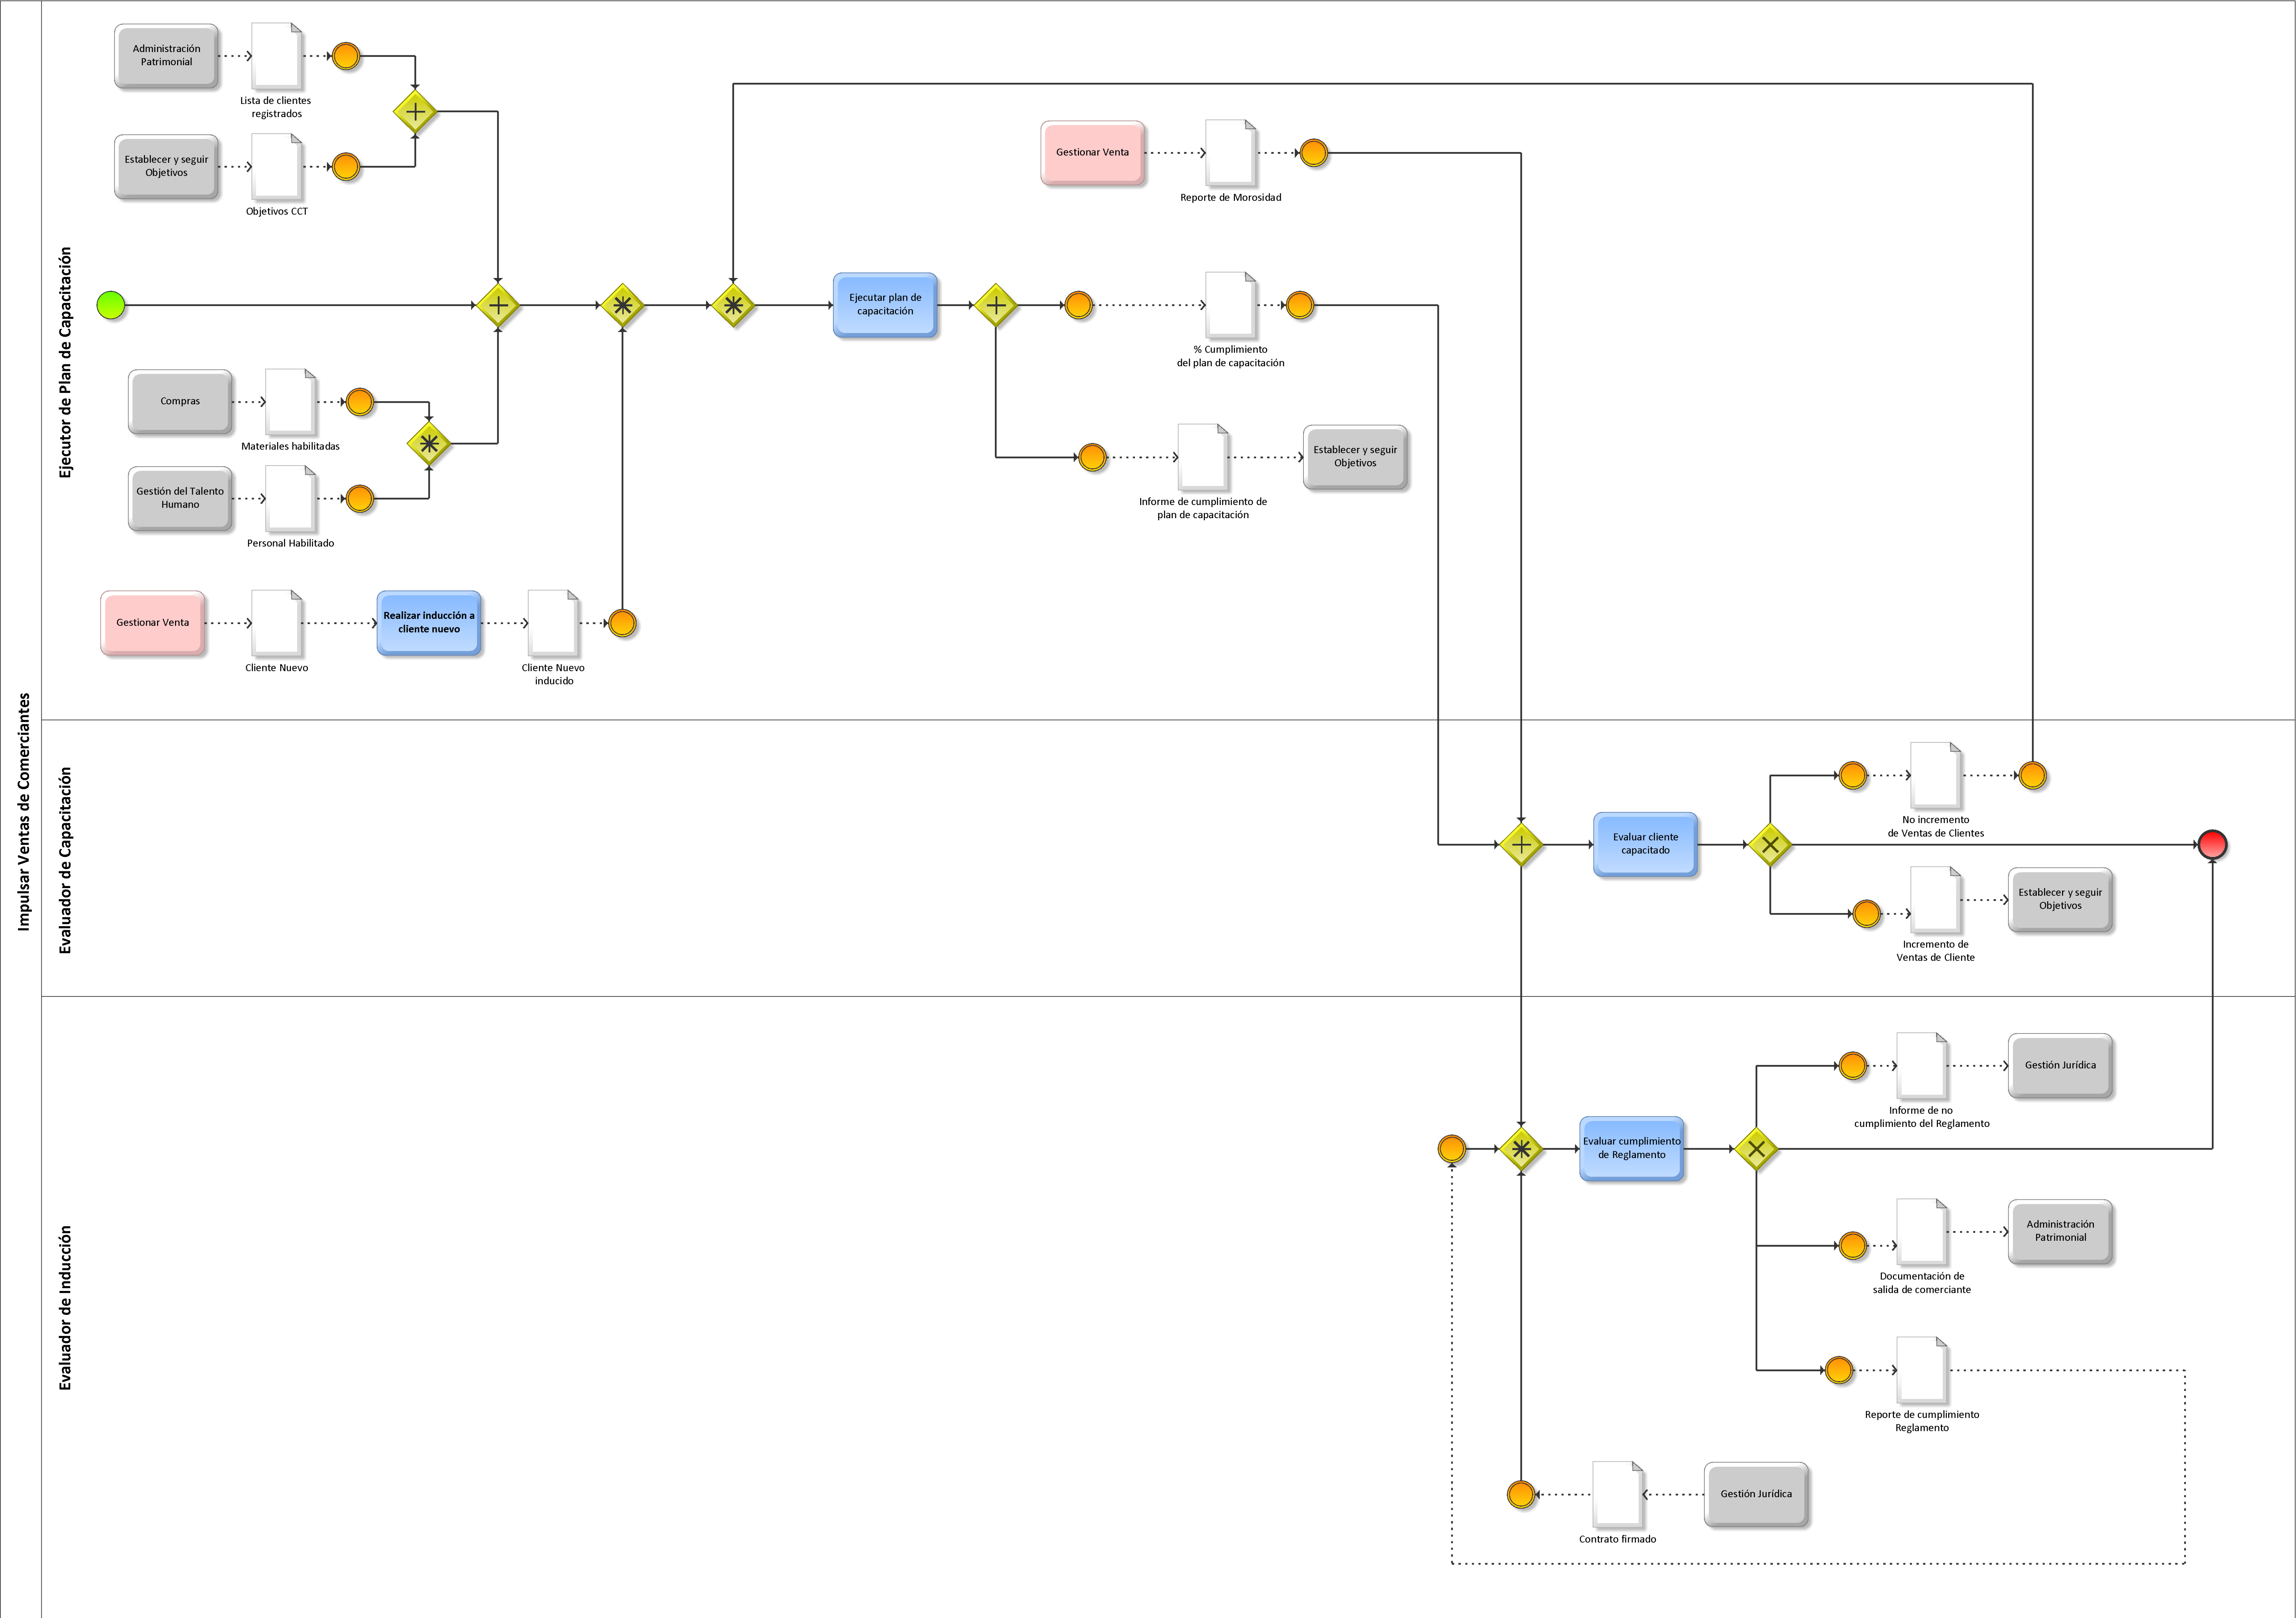 Impulsar Ventas de Comerciantes
Ejecutor de Plan de Capacitación
Administración
Patrimonial
Lista de clientes
registrados
Establecer y seguir
Objetivos
Objetivos CCT
Gestionar Venta
Reporte de Morosidad
Ejecutar plan de
capacitación
% Cumplimiento
del plan de capacitación
Compras
Materiales habilitadas
Gestión del Talento
Humano
Personal Habilitado
Informe de cumplimiento de
plan de capacitación
Establecer y seguir
Objetivos
Gestionar Venta
Cliente Nuevo
Realizar inducción a
cliente nuevo
Cliente Nuevo
inducido
Evaluador de Capacitación
Evaluar cliente
capacitado
No incremento
de Ventas de Clientes
Incremento de
Ventas de Cliente
Establecer y seguir
Objetivos
Evaluador de Inducción
Evaluar cumplimiento
de Reglamento
Informe de no
cumplimiento del Reglamento
Gestión Jurídica
Documentación de
salida de comerciante
Administración
Patrimonial
Reporte de cumplimiento
Reglamento
Contrato firmado
Gestión Jurídica